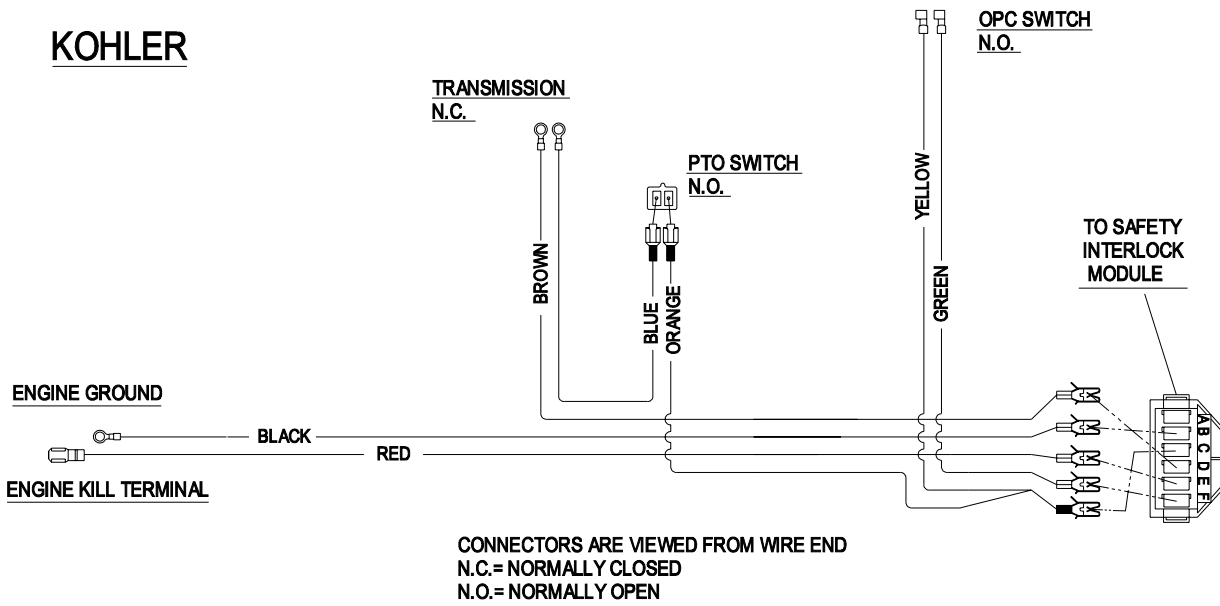 KOHLER
OPC SWITCH
N.O.
TRANSMISSION
N.C.
PTO SWITCH
N.O.
YELLOW
TO SAFETY
INTERLOCK
MODULE
BROWN
BLUE
ORANGE
GREEN
ENGINE GROUND
BLACK
RED
ENGINE KILL TERMINAL
A
B
C
D
E
F
CONNECTORS ARE VIEWED FROM WIRE END
N.C.= NORMALLY CLOSED
N.O.= NORMALLY OPEN